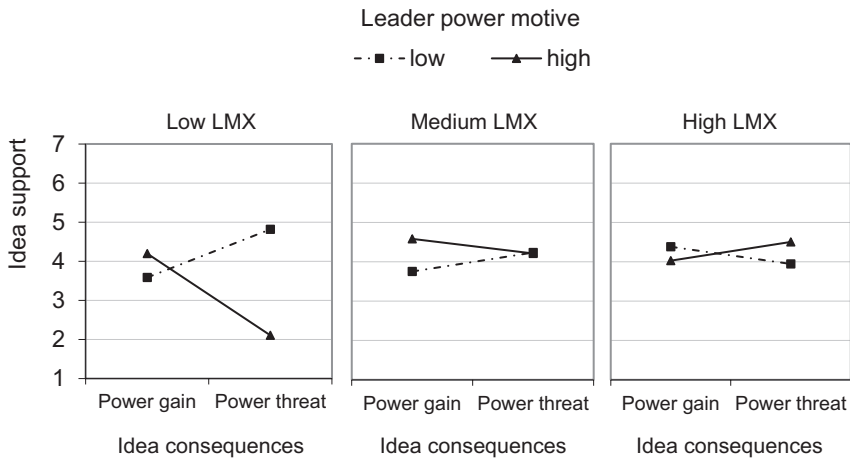 Leader power motive
low high
Low LMX Medium LMX High LMX
Idea support
7
6
5
4
3
2
1
Power gain Power threat Power gain Power threat Power gain Power threat
Idea consequences Idea consequences Idea consequences